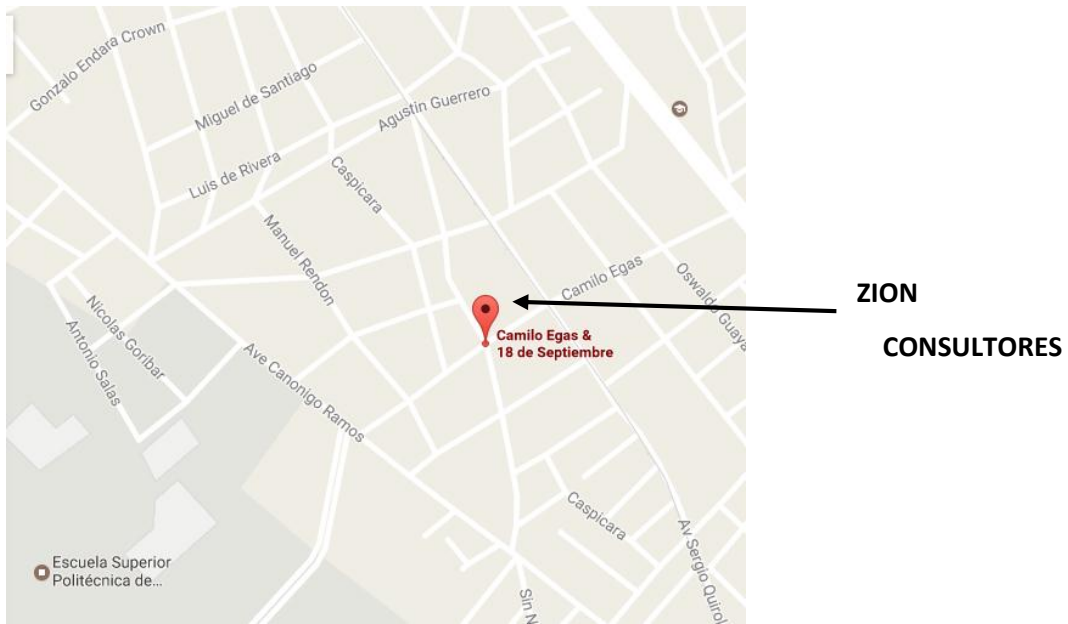 Gonzalo Endara Crown
Miguel de Santiago
Agustin Guerrero
Luis de Rivera
Caspicara
Manuel Rendon
Camilo Egas
Oswaldo Guaya
ZION
CONSULTORES
Camilo Egas &
18 de Septiembre
Nicolas Goribar
Antonio Salas
Ave Canonigo Ramos
Caspicara
Av Sergio Quirol
Escuela Superior
Politécnica de...
Sin N